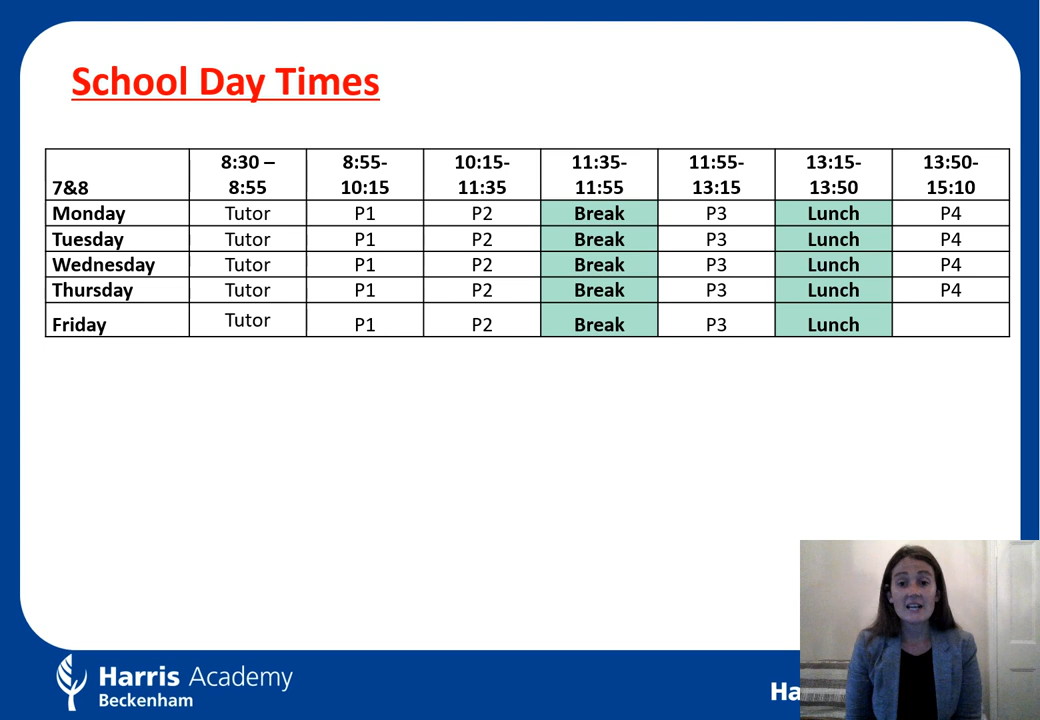 School Day Times
7&8 8:30 – 8:55 8:55-10:15 10:15-11:35 11:35-11:55 11:55-13:15 13:15-13:50 13:50-15:10
Monday Tutor P1 P2 Break P3 Lunch P4
Tuesday Tutor P1 P2 Break P3 Lunch P4
Wednesday Tutor P1 P2 Break P3 Lunch P4
Thursday Tutor P1 P2 Break P3 Lunch P4
Friday Tutor P1 P2 Break P3 Lunch
Harris Academy
Beckenham